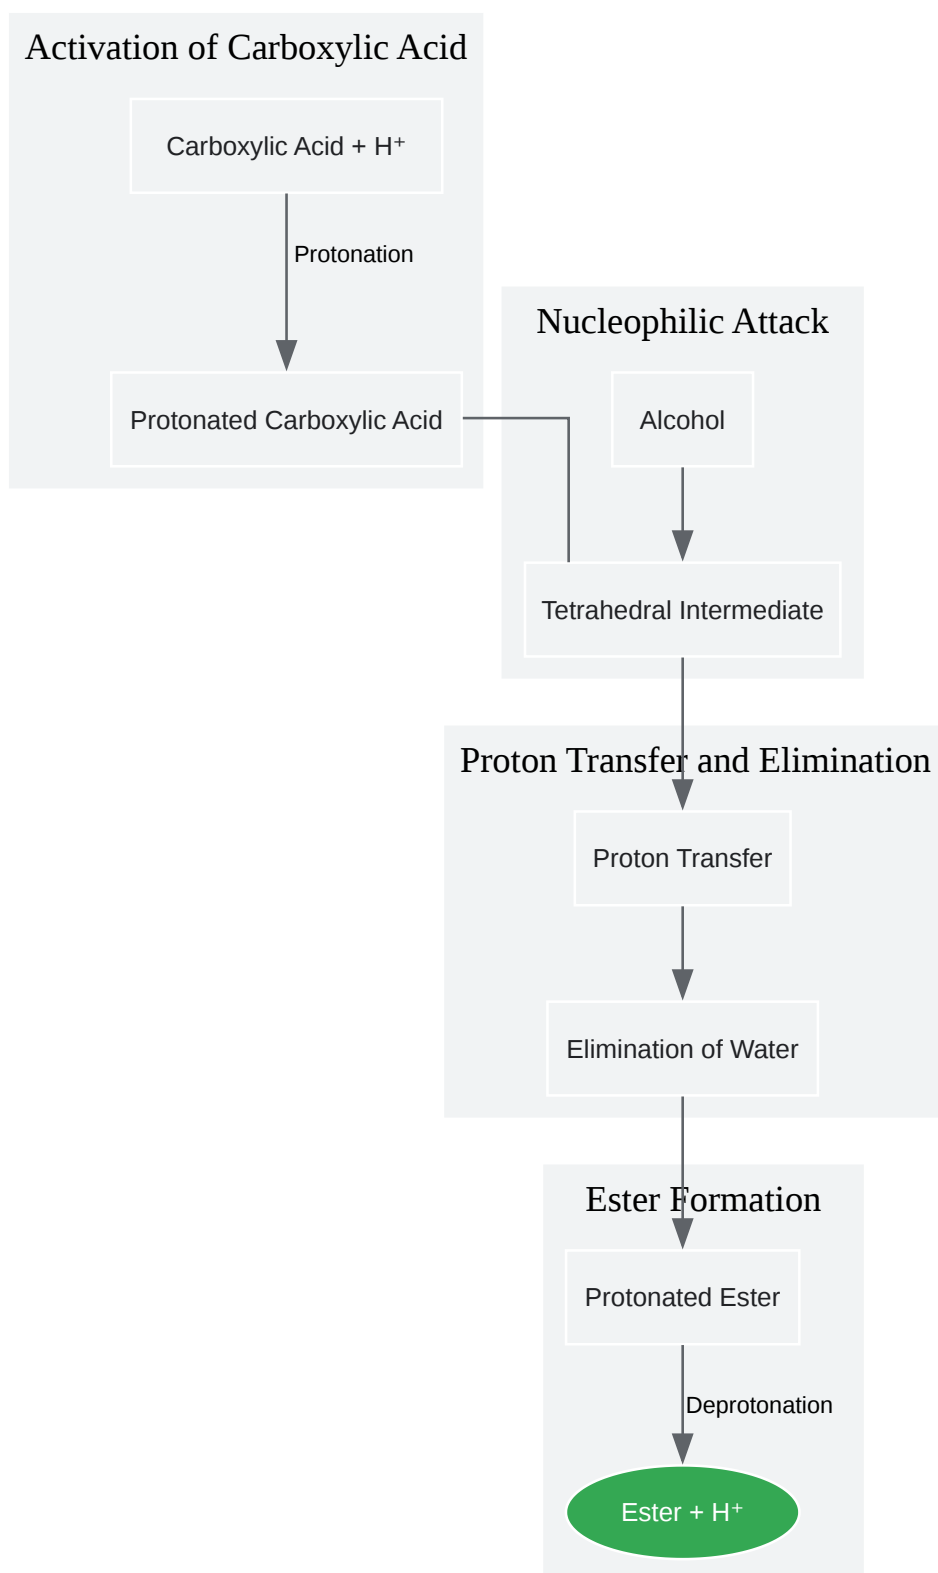 Activation of Carboxylic Acid
Carboxylic Acid + H⁺
Protonation
Protonated Carboxylic Acid
Nucleophilic Attack
Alcohol
Tetrahedral Intermediate
Proton Transfer and Elimination
Proton Transfer
Elimination of Water
Ester Formation
Protonated Ester
Deprotonation
Ester + H⁺